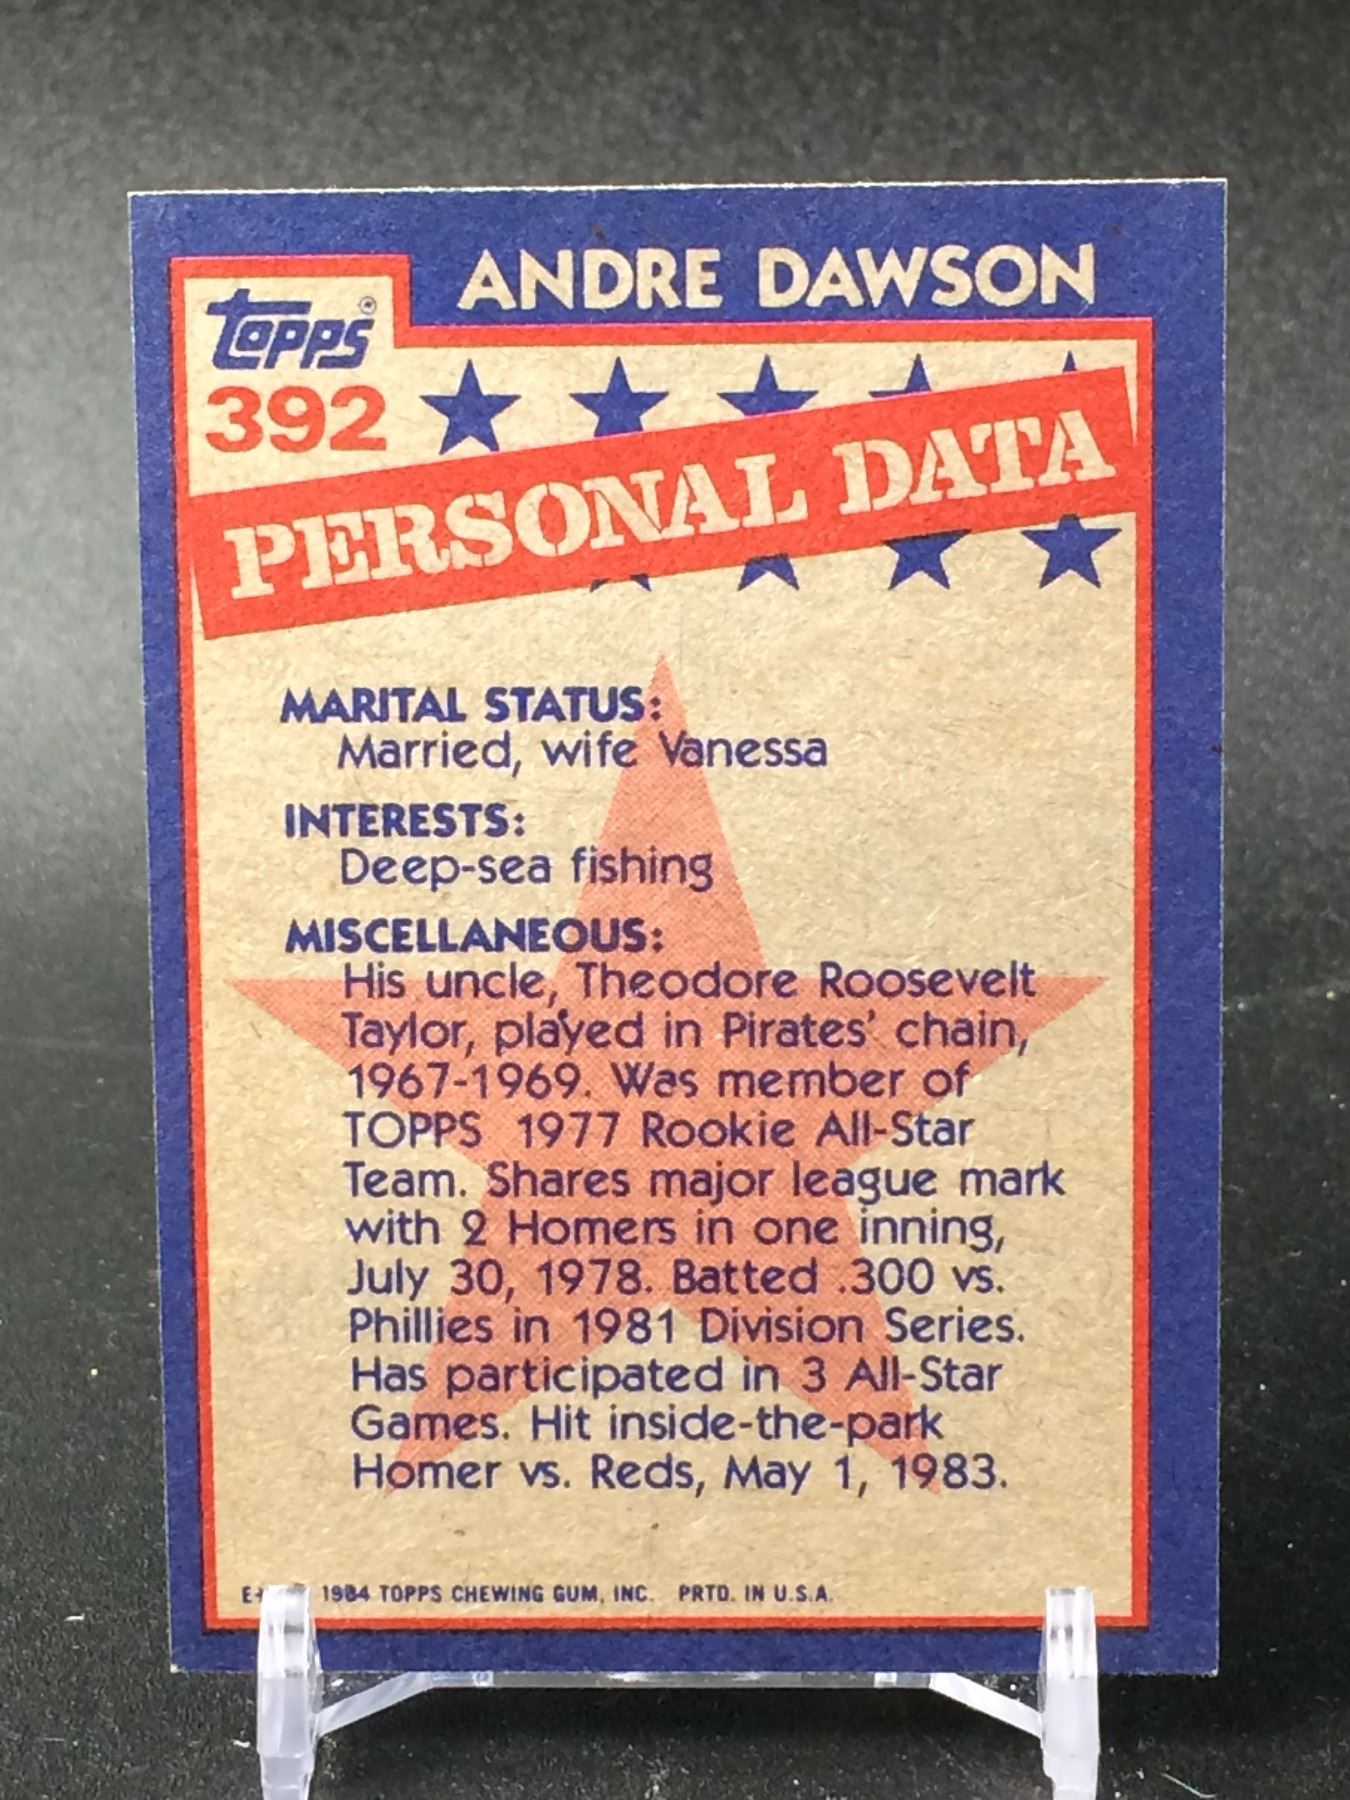 ANDRE DAWSON
topps®
392
PERSONAL DATA
MARITAL STATUS:
Married, wife Vanessa
INTERESTS:
Deep-sea fishing
MISCELLANEOUS:
His uncle, Theodore Roosevelt
Taylor, played in Pirates' chain,
1967-1969. Was member of
TOPPS 1977 Rookie All-Star
Team. Shares major league mark
with 2 Homers in one inning,
July 30, 1978. Batted .300 vs.
Phillies in 1981 Division Series.
Has participated in 3 All-Star
Games. Hit inside-the-park
Homer vs. Reds, May 1, 1983.
1984 TOPPS CHEWING GUM, INC. PRTD. IN U.S.A.